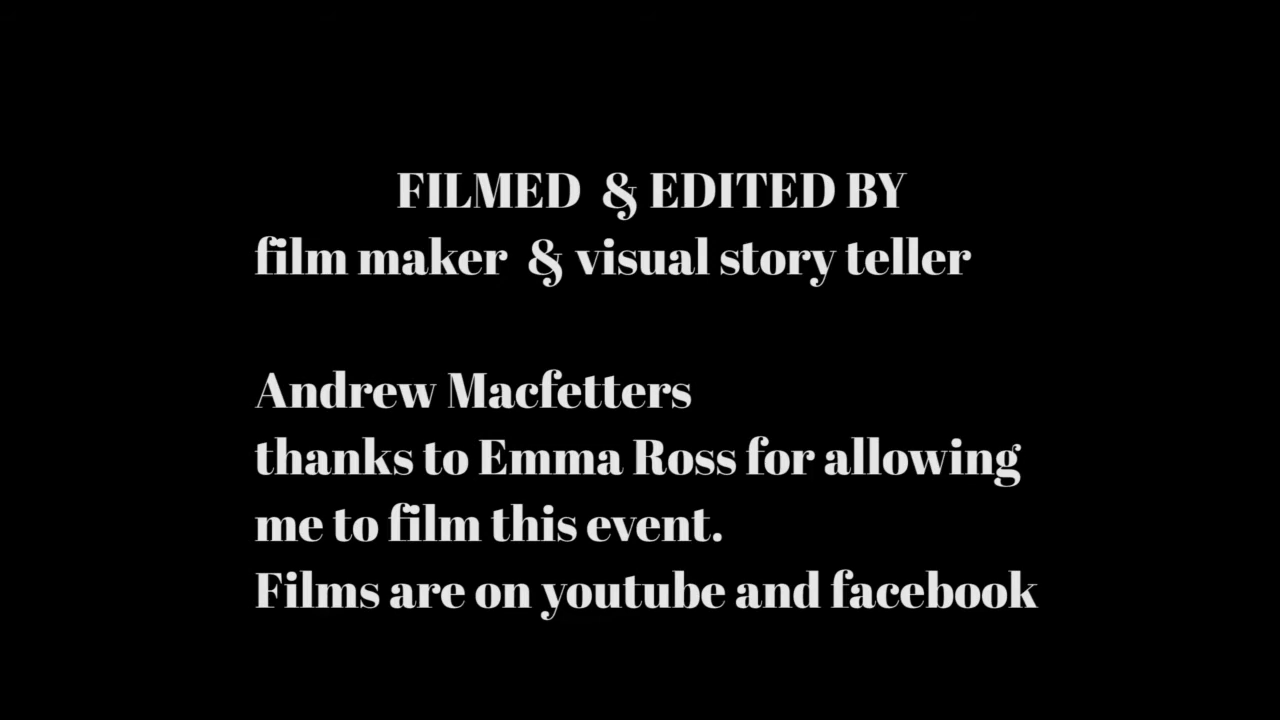 FILMED & EDITED BY
film maker & visual story teller
Andrew Macfetters
thanks to Emma Ross for allowing
me to film this event.
Films are on youtube and facebook